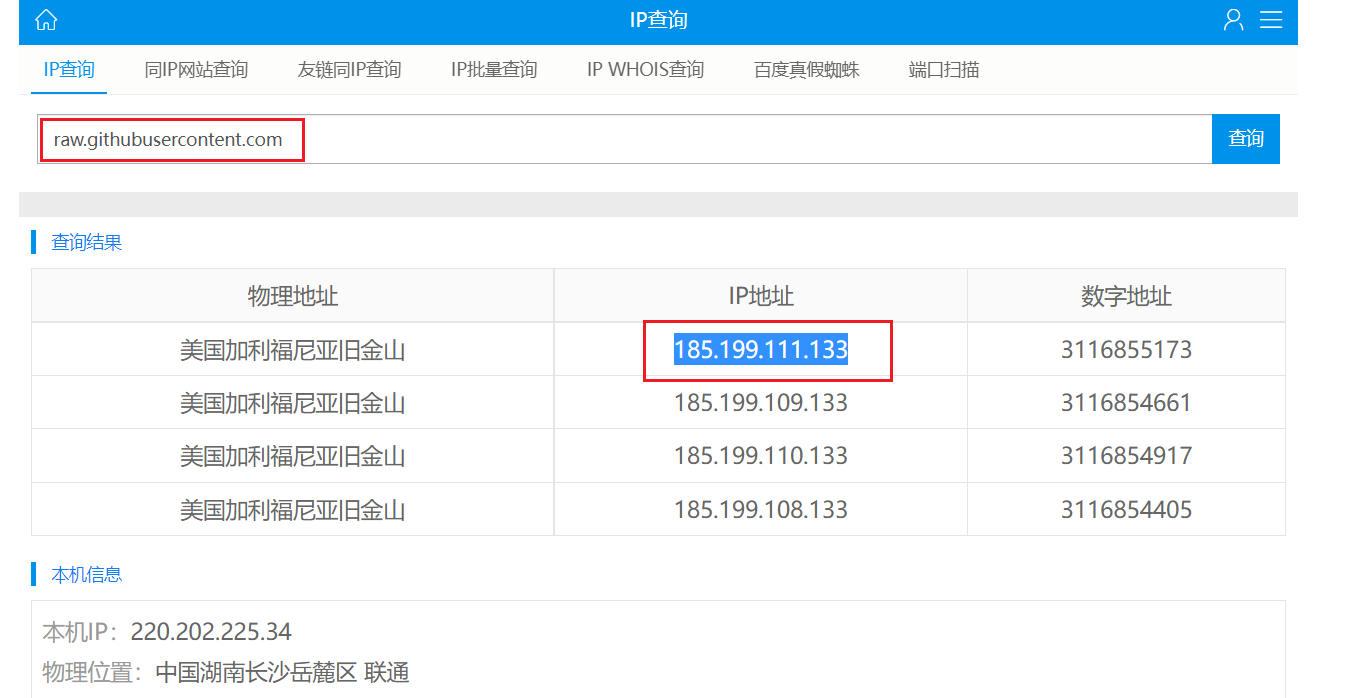 IP查询
IP查询 同IP网站查询 友链同IP查询 IP批量查询 IP WHOIS查询 百度真假蜘蛛 端口扫描
raw.githubusercontent.com 查询
查询结果
物理地址 IP地址 数字地址
美国加利福尼亚旧金山 185.199.111.133 3116855173
美国加利福尼亚旧金山 185.199.109.133 3116854661
美国加利福尼亚旧金山 185.199.110.133 3116854917
美国加利福尼亚旧金山 185.199.108.133 3116854405
本机信息
本机IP：220.202.225.34
物理位置：中国湖南长沙岳麓区 联通